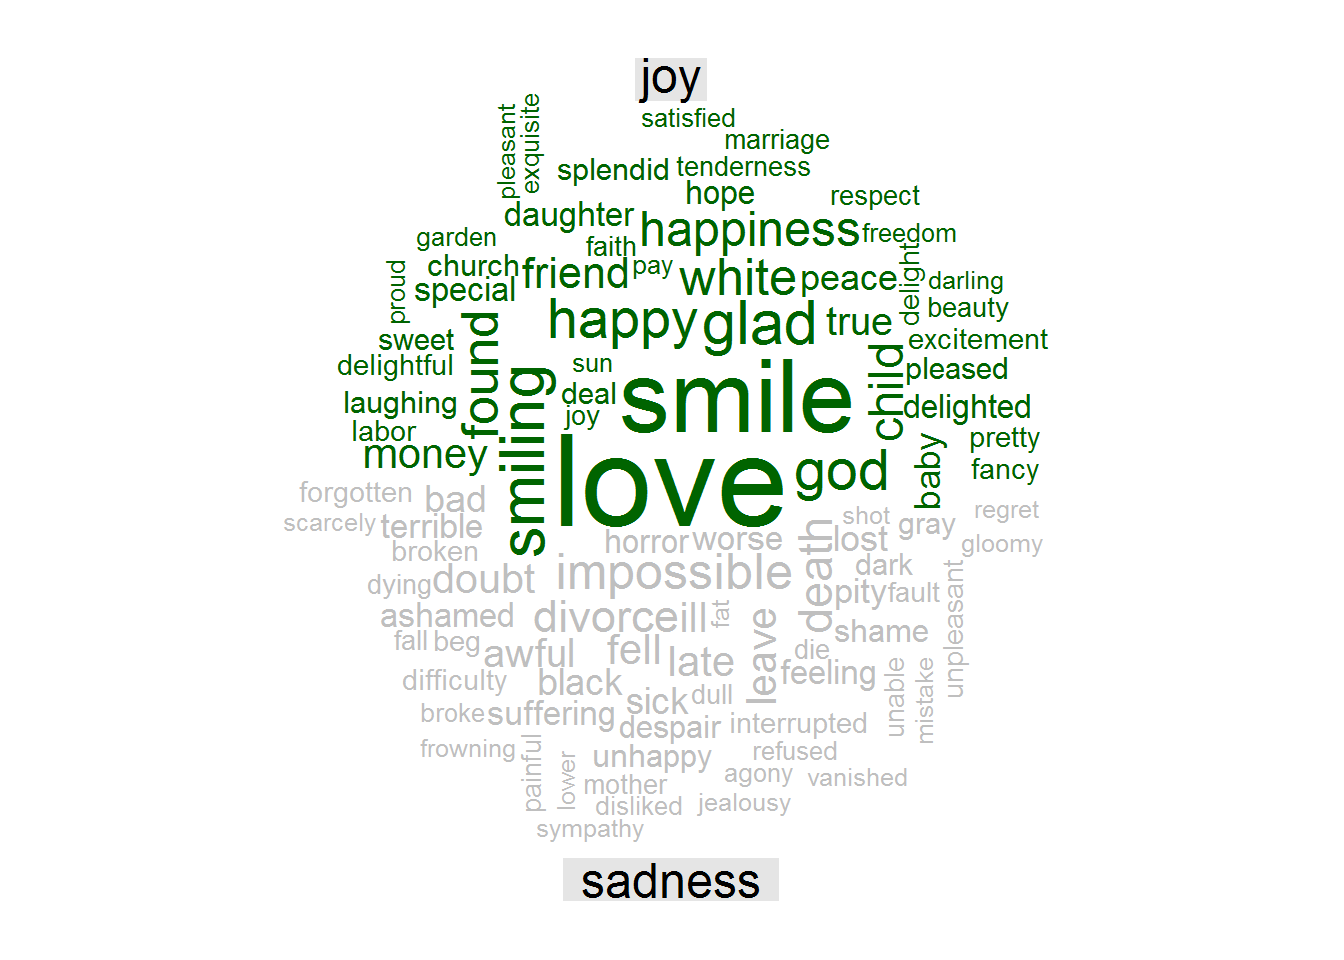 joy
satisfied
marriage
pleasant
exquisite
splendid
tenderness
hope
respect
daughter
happiness
freedom
garden
faith
church
friend
pay
white
peace
delight
darling
proud
special
beauty
happy
glad
true
sweet
found
excitement
delightful
sun
smile
child
pleased
laughing
smiling
deal
joy
delighted
labor
money
love
god
baby
pretty
fancy
forgotten
bad
scarcely
terrible
horror
worse
death
shot
lost
gray
regret
broken
gloomy
dying
doubt
impossible
dark
pity
fault
unpleasant
ashamed
divorce
ill
fat
leave
shame
fall
beg
awful
fell
late
die
feeling
difficulty
black
sick
dull
unable
mistake
broke
suffering
despair
interrupted
frowning
painful
lower
unhappy
refused
mother
agony
vanished
disliked
jealousy
sympathy
sadness